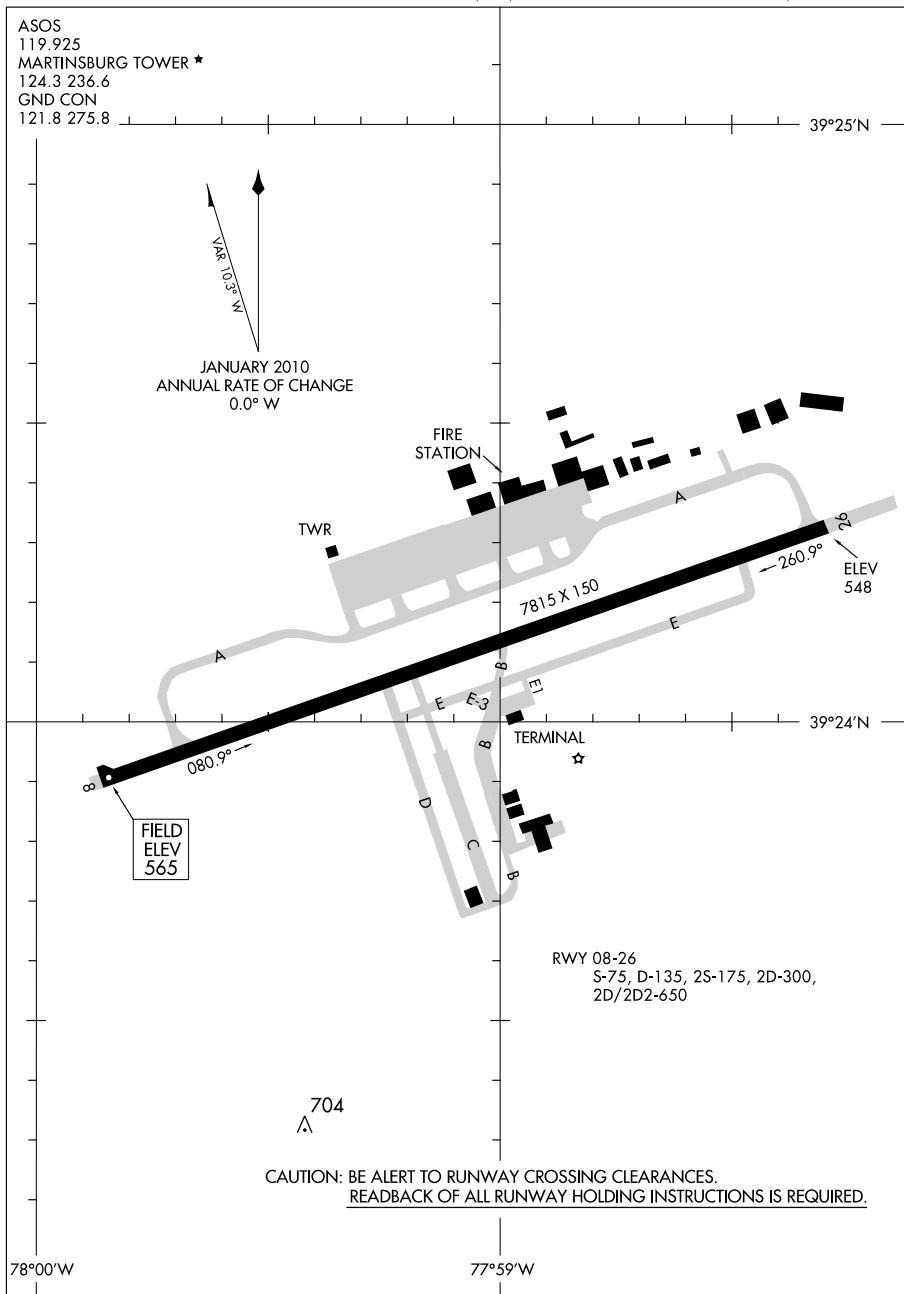 ASOS
119.925
MARTINSBURG TOWER
124.3 236.6
GND CON
121.8 275.8
39°25'N
VAR 10.3° W
JANUARY 2010
ANNUAL RATE OF CHANGE
0.0° W
FIRE
STATION
TWR
A
26
260.9°
ELEV
548
7815 X 150
E
A
B
E1
E
E-3
39°24'N
TERMINAL
B
080.9°
8
D
FIELD
ELEV
565
C
B
RWY 08-26
S-75, D-135, 2S-175, 2D-300,
2D/2D2-650
704
CAUTION: BE ALERT TO RUNWAY CROSSING CLEARANCES.
READBACK OF ALL RUNWAY HOLDING INSTRUCTIONS IS REQUIRED.
78°00'W
77°59'W